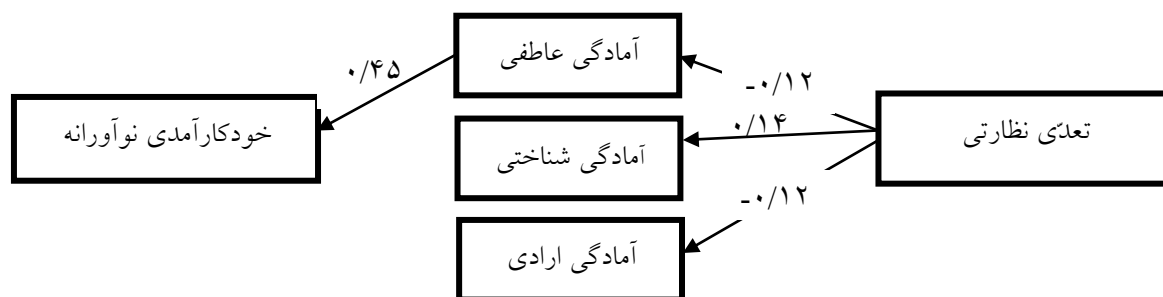 آمادگی عاطفی
۰/۴۵
-۰/۱۲
تعدّی نظارتی
۰/۱۴
خودکارآمدی نوآورانه
آمادگی شناختی
-۰/۱۲
آمادگی ارادی